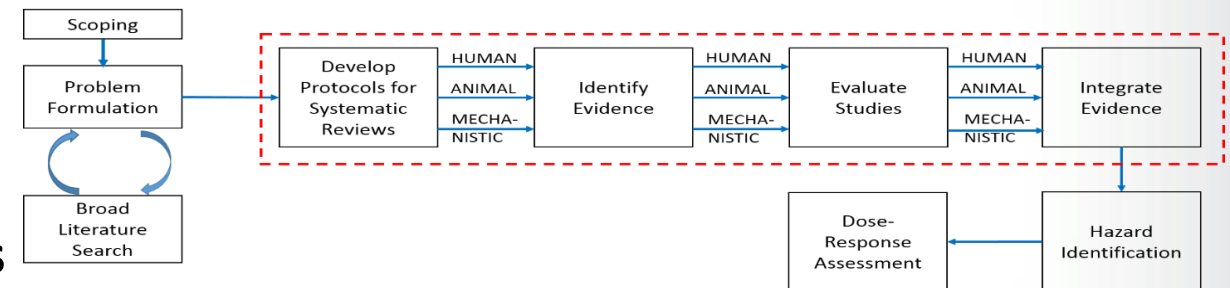 Scoping
Problem
Formulation
Broad
Literature
Search
s
Develop
Protocols for
Systematic
Reviews
HUMAN
ANIMAL
MECHA-
NISTIC
Identify
Evidence
HUMAN
ANIMAL
MECHA-
NISTIC
Evaluate
Studies
HUMAN
ANIMAL
MECHA-
NISTIC
Integrate
Evidence
Hazard
Identification
Dose-
Response
Assessment